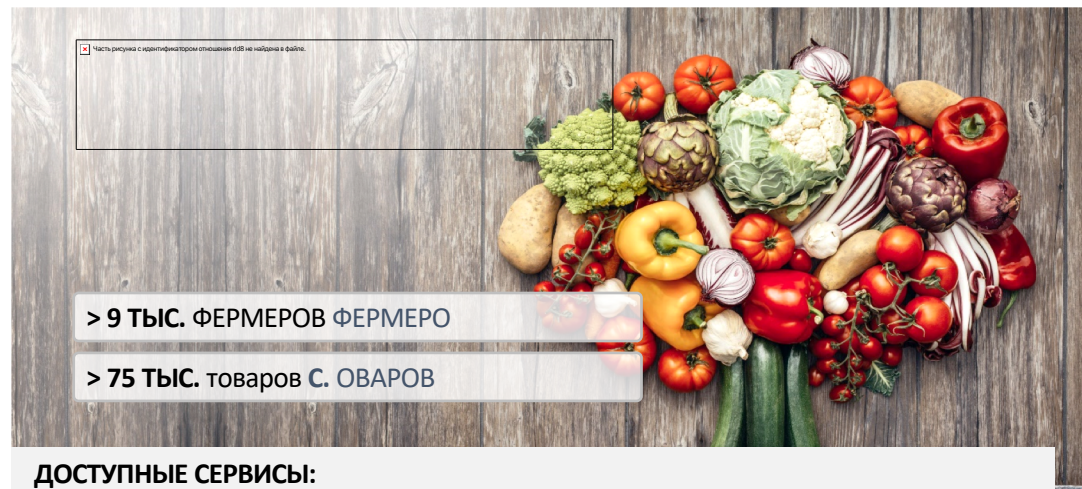 Часть рисунка с идентификатором отношения rId8 не найдена в файле.
> 9 ТЫС. ФЕРМЕРОВ ФЕРМЕРО
> 75 ТЫС. товаров С. ОВАРОВ
ДОСТУПНЫЕ СЕРВИСЫ: